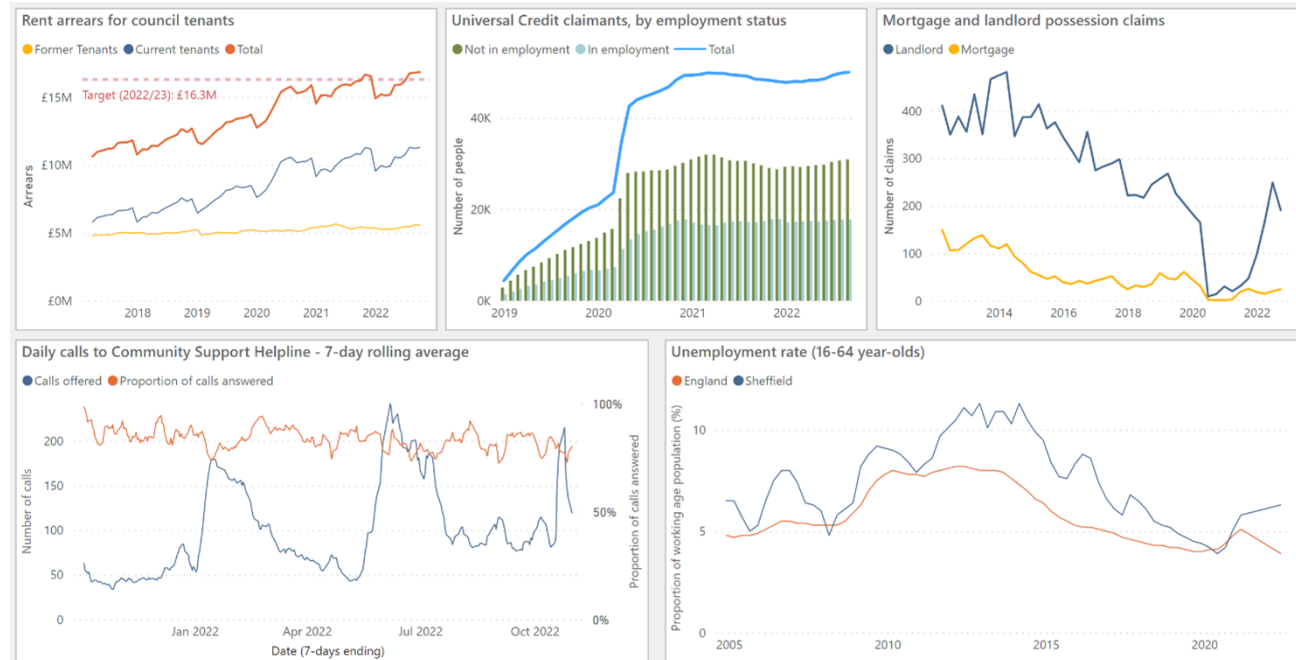 Rent arrears for council tenants
Former Tenants Current tenants Total
£15M
Target (2022/23): £16.3M
£10M
£5M
£0M
Arrears
2018 2019 2020 2021 2022
Universal Credit claimants, by employment status
Not in employment In employment Total
40K
20K
0K
Number of people
2019 2020 2021 2022
Mortgage and landlord possession claims
Landlord Mortgage
400
300
200
100
0
Number of claims
2014 2016 2018 2020 2022
Daily calls to Community Support Helpline - 7-day rolling average
Calls offered Proportion of calls answered
200
150
100
50
0
Number of calls
100%
50%
0%
Proportion of calls answered
Jan 2022 Apr 2022 Jul 2022 Oct 2022
Date (7-days ending)
Unemployment rate (16-64 year-olds)
England Sheffield
10
5
0
Proportion of working age population (%)
2005 2010 2015 2020